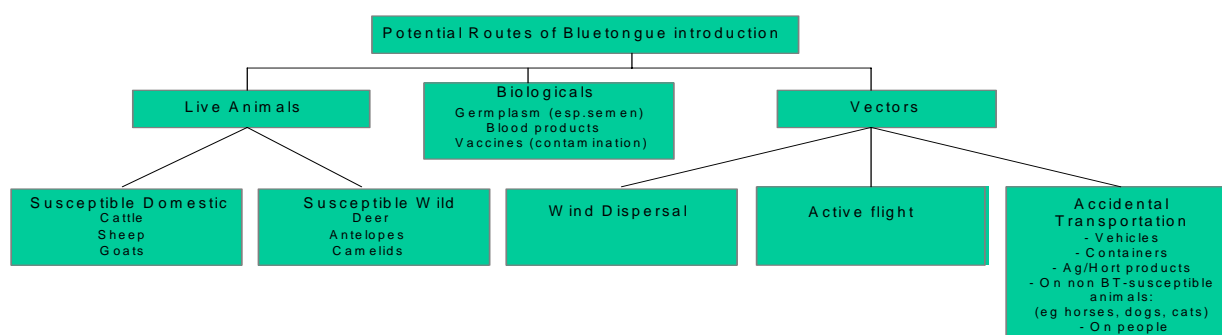 Potential Routes of Bluetongue introduction
Live Animals
Biologicals
Germplasm (esp.semen)
Blood products
Vaccines (contamination)
Vectors
Susceptible Domestic
Cattle
Sheep
Goats
Susceptible Wild
Deer
Antelopes
Camelids
Wind Dispersal
Active flight
Accidental
Transportation
- Vehicles
- Containers
- Ag/Hort products
- On non BT-susceptible
animals:
(eg horses, dogs, cats)
- On people